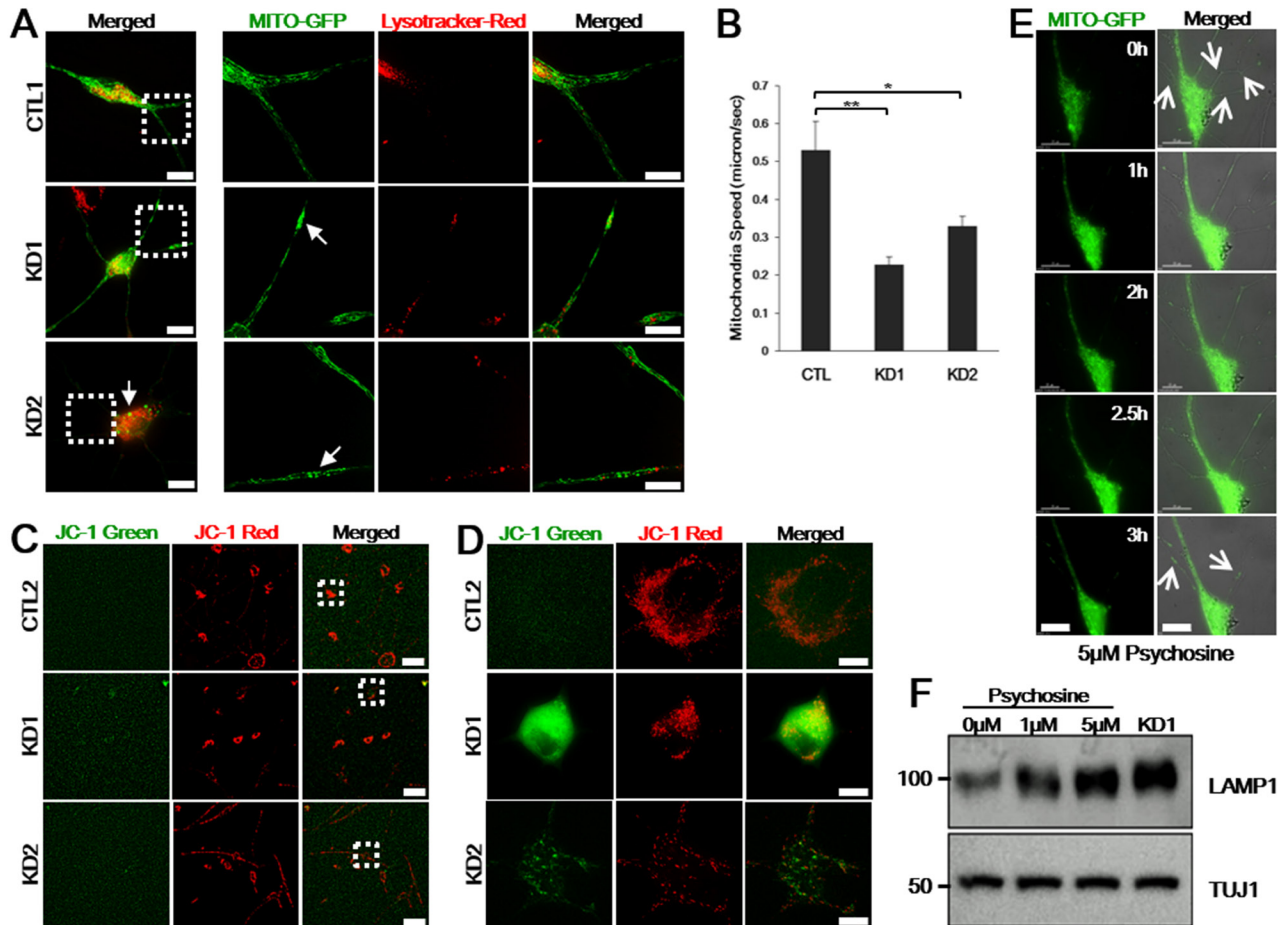 A
Merged
MITO-GFP
Lysotracker-Red
Merged
CTL1
KD1
KD2
B
Mitochondria Speed (micron/sec)
0.7
0.6
0.5
0.4
0.3
0.2
0.1
0
**
*
CTL
KD1
KD2
C
JC-1 Green
JC-1 Red
Merged
CTL2
KD1
KD2
D
JC-1 Green
JC-1 Red
Merged
CTL2
KD1
KD2
E
MITO-GFP
Merged
0h
1h
2h
2.5h
3h
5µM Psychosine
F
Psychosine
0µM
1µM
5µM
KD1
100
LAMP1
50
TUJ1